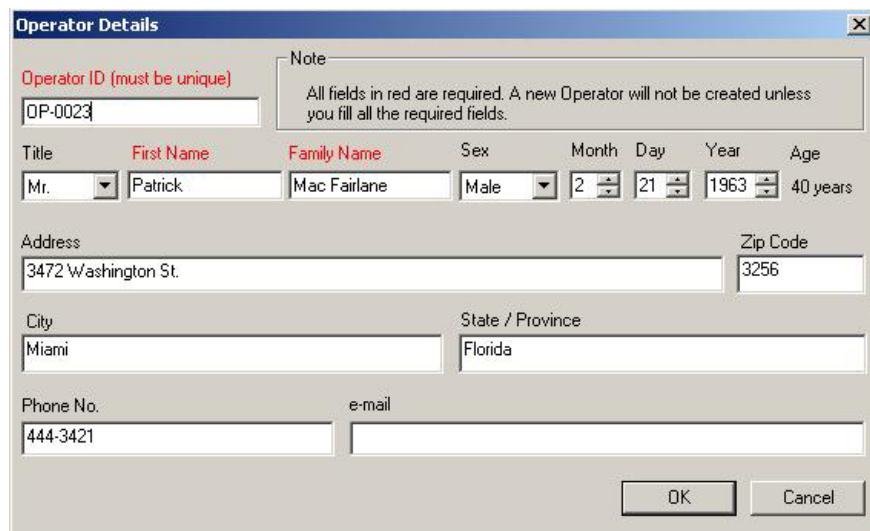 Operator Details
Note
Operator ID (must be unique)
All fields in red are required. A new Operator will not be created unless
you fill all the required fields.
OP-0023
Title First Name Family Name Sex Month Day Year Age
Mr. Patrick Mac Fairlane Male 2 21 1963 40 years
Address Zip Code
3472 Washington St. 3256
City State / Province
Miami Florida
Phone No. e-mail
444-3421
OK Cancel